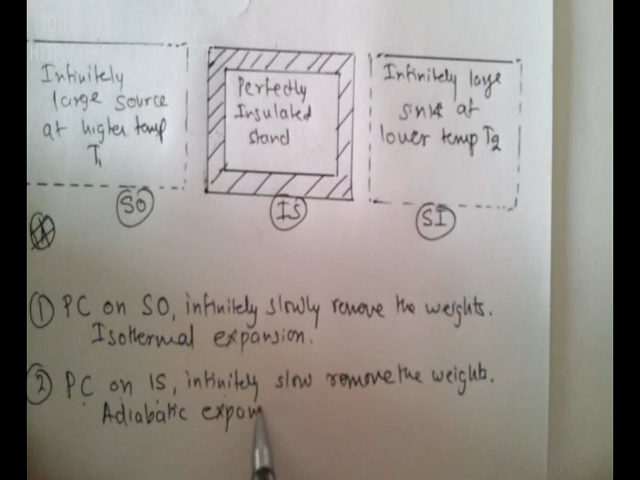 Infinitely
large source
at higher temp
T1
Perfectly
Insulated
stand
Infinitely large
sink at
lower temp T2
SO
IS
SI
1 PC on SO, infinitely slowly remove the weights.
Isothermal expansion.
2 PC on IS, infinitely slow remove the weights.
Adiabatic expan